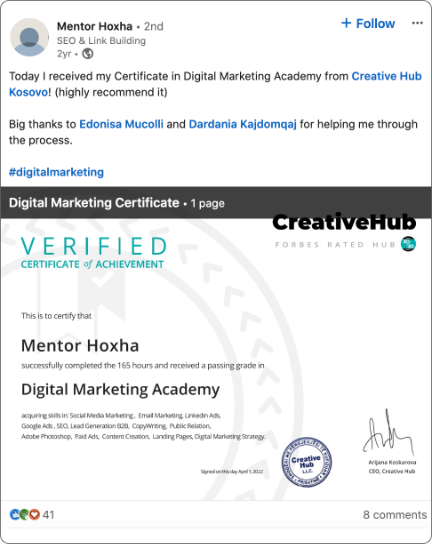 Mentor Hoxha • 2nd
+ Follow
SEO & Link Building
2yr •
Today I received my Certificate in Digital Marketing Academy from Creative Hub
Kosovo! (highly recommend it)
Big thanks to Edonisa Mucolli and Dardania Kajdomqaj for helping me through
the process.
#digitalmarketing
Digital Marketing Certificate • 1 page
CreativeHub
FORBES RATED HUB
VERIFIED
CERTIFICATE of ACHIEVEMENT
This is to certify that
Mentor Hoxha
successfully completed the 165 hours and received a passing grade in
Digital Marketing Academy
acquiring skills in: Social Media Marketing , Email Marketing, Linkedin Ads,
Google Ads , SEO, Lead Generation B2B, CopyWriting, Public Relation,
Adobe Photoshop, Paid Ads, Content Creation, Landing Pages, Digital Marketing Strategy.
Signed on this day April 1, 2022
Creative
Hub
L.L.C.
Arijana Koskarova
CEO, Creative Hub
41
8 comments